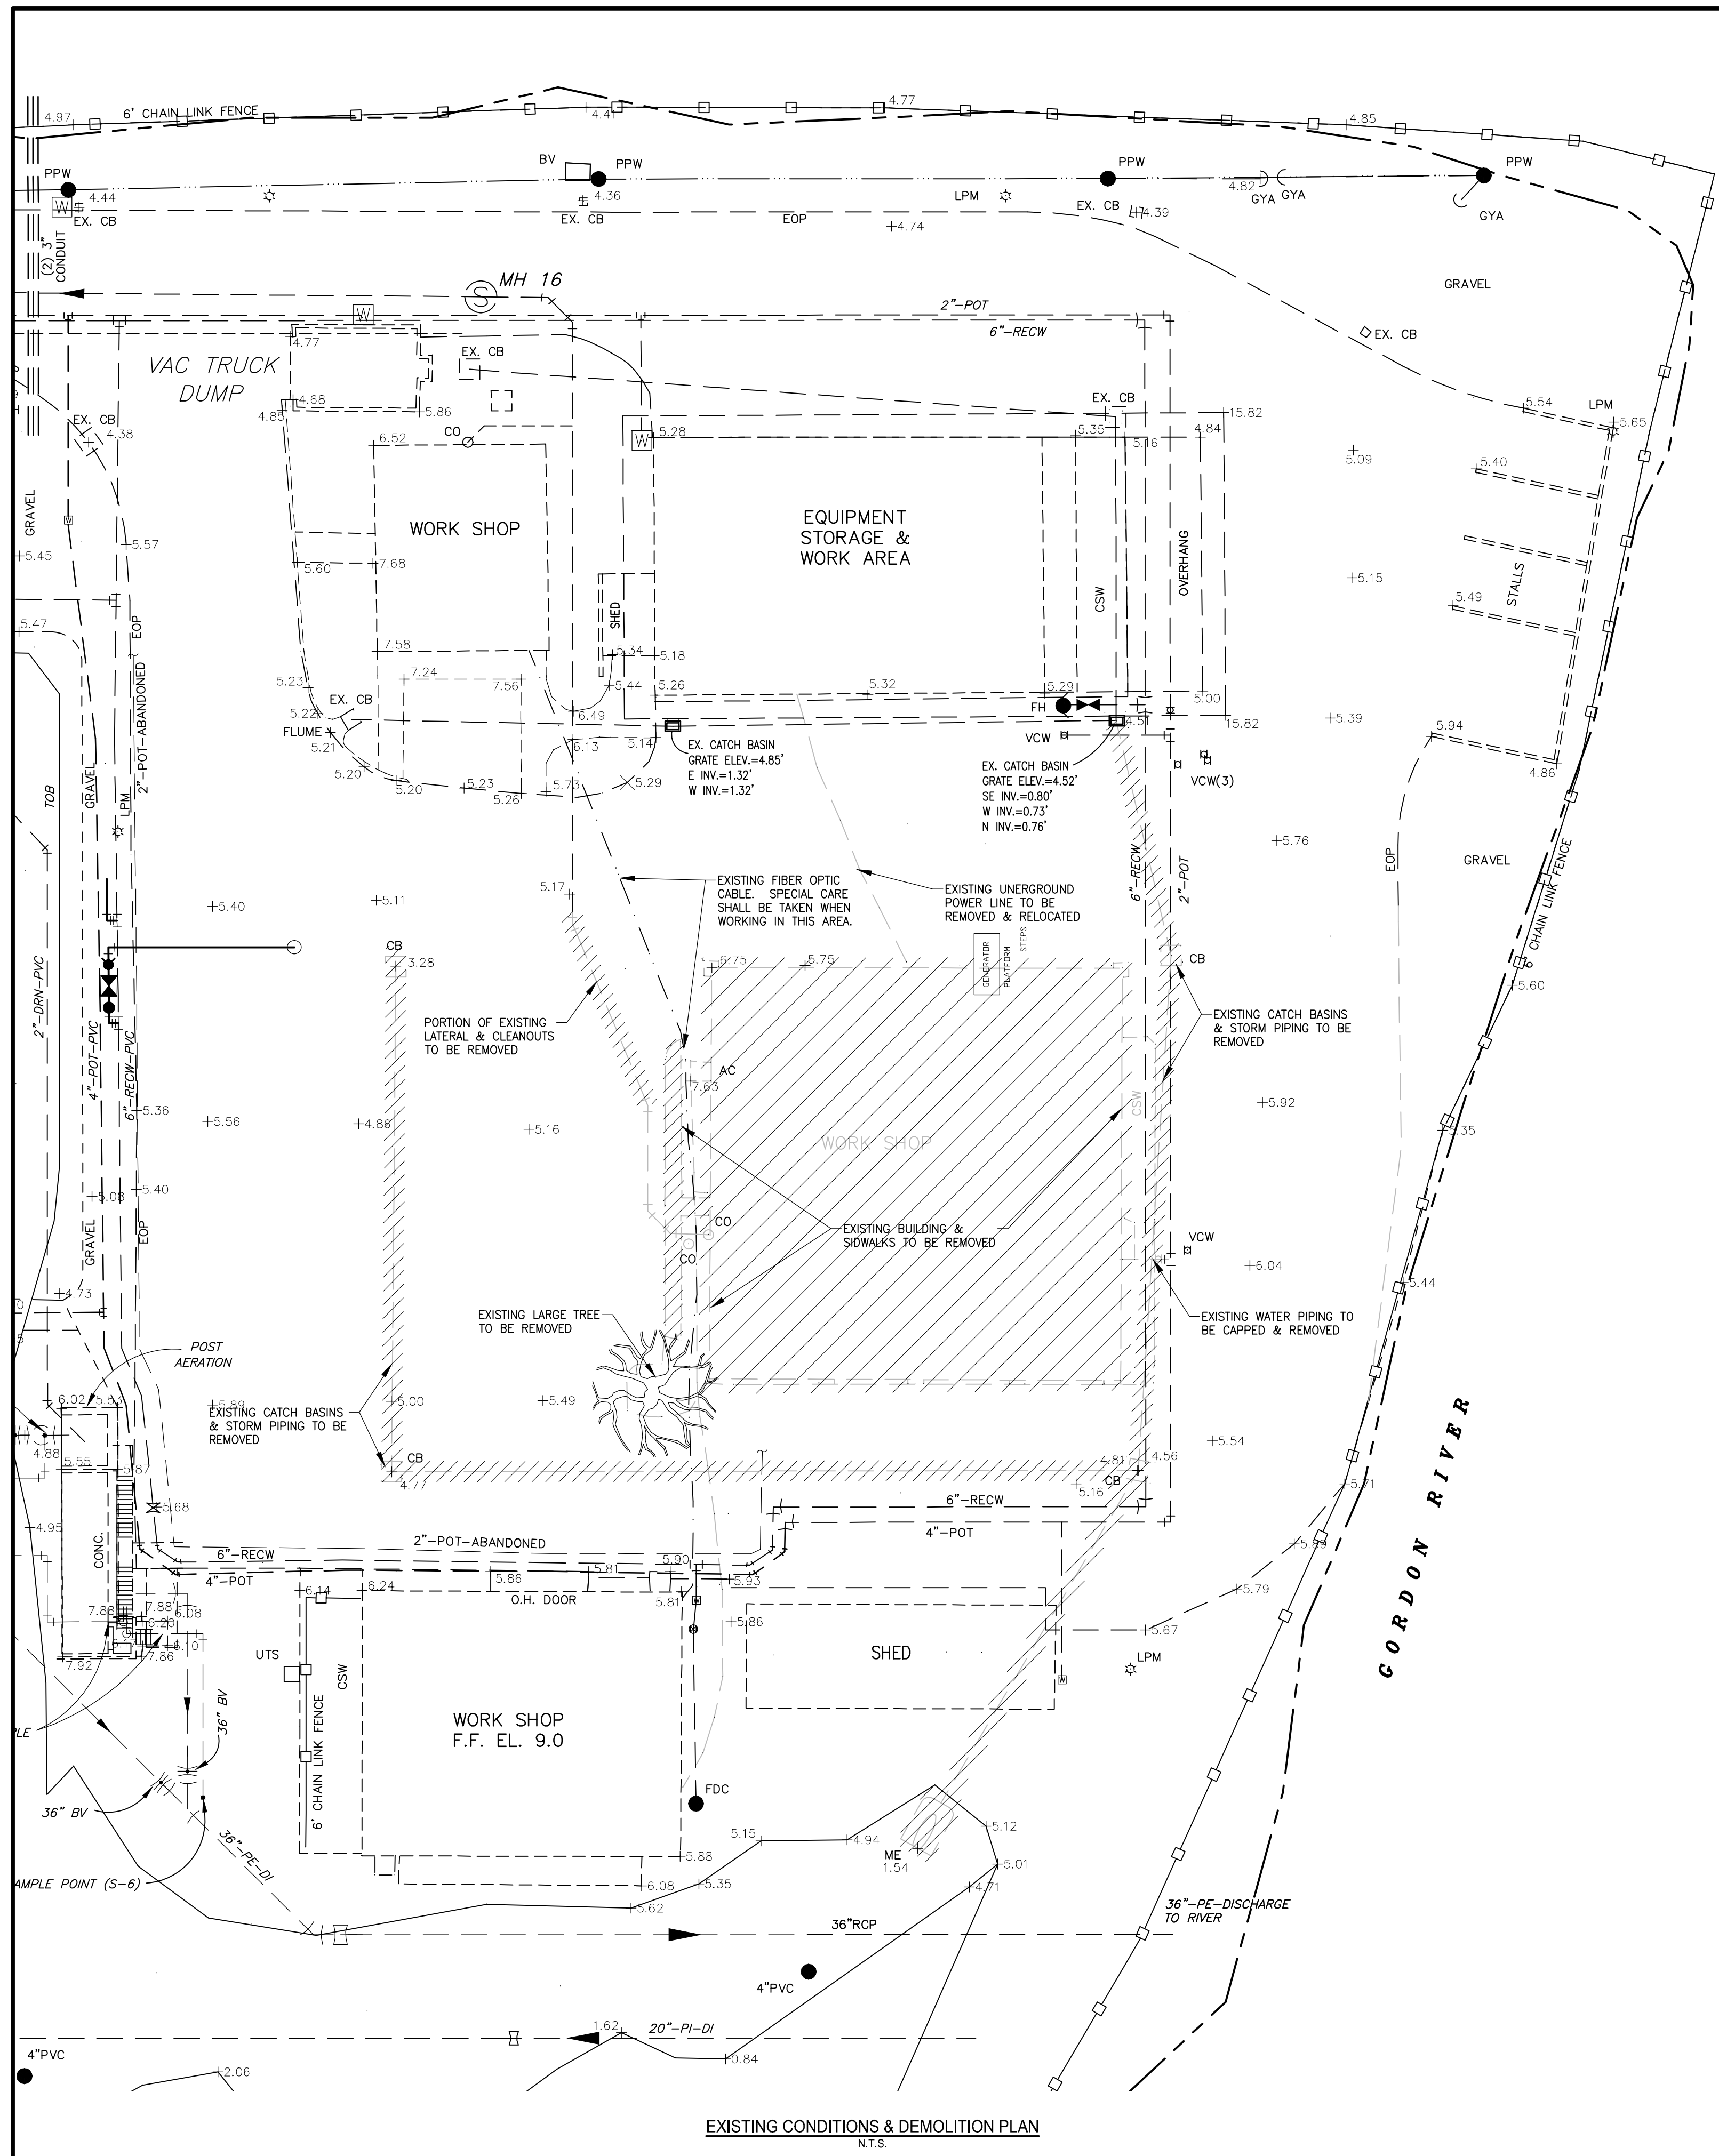 4.97
6' CHAIN LINK FENCE
4.41
4.77
4.85
PPW
BV
PPW
PPW
PPW
4.44
4.36
LPM
4.82
GYA GYA
GYA
EX. CB
EX. CB
EOP
EX. CB
4.39
4.74
(2) 3"
CONDUIT
MH 16
S
W
W
2"-POT
6"-RECW
GRAVEL
EX. CB
VAC TRUCK
DUMP
4.77
EX. CB
4.68
4.85
5.86
EX. CB
15.82
5.54
LPM
5.65
EX. CB
4.38
CO
6.52
W
5.28
5.35
5.16
4.84
5.09
5.40
GRAVEL
WORK SHOP
EQUIPMENT
STORAGE &
WORK AREA
5.45
5.57
5.60
7.68
CSW
OVERHANG
5.15
STALLS
5.49
5.47
EOP
2"-POT-ABANDONED
SHED
7.58
5.34
5.18
7.24
7.56
5.23
5.44
5.26
5.32
5.29
5.00
EX. CB
5.22
FLUME
5.21
6.49
FH
4.51
15.82
5.39
5.94
6.13
5.14
VCW
VCW(3)
4.86
EX. CATCH BASIN
GRATE ELEV.=4.85'
E INV.=1.32'
W INV.=1.32'
EX. CATCH BASIN
GRATE ELEV.=4.52'
SE INV.=0.80'
W INV.=0.73'
N INV.=0.76'
5.20
5.20
5.23
5.26
5.73
5.29
TOB
GRAVEL
LPM
5.76
6"-RECW
2"-POT
EOP
GRAVEL
6' CHAIN LINK FENCE
5.40
5.11
5.17
EXISTING FIBER OPTIC
CABLE. SPECIAL CARE
SHALL BE TAKEN WHEN
WORKING IN THIS AREA.
EXISTING UNERGROUND
POWER LINE TO BE
REMOVED & RELOCATED
CB
3.28
6.75
5.75
GENERATOR
PLATFORM
STEPS
CB
5.60
2"-DRN-PVC
4"-POT-PVC
6"-RECW-PVC
PORTION OF EXISTING
LATERAL & CLEANOUTS
TO BE REMOVED
EXISTING CATCH BASINS
& STORM PIPING TO BE
REMOVED
AC
7.63
CSW
5.36
5.56
4.86
5.16
WORK SHOP
5.92
5.35
5.40
5.08
GRAVEL
EOP
CO
CO
EXISTING BUILDING &
SIDWALKS TO BE REMOVED
VCW
6.04
5.44
4.73
EXISTING LARGE TREE
TO BE REMOVED
EXISTING WATER PIPING TO
BE CAPPED & REMOVED
POST
AERATION
6.02
5.53
5.89
5.00
5.49
EXISTING CATCH BASINS
& STORM PIPING TO BE
REMOVED
4.88
5.55
5.87
CB
4.77
4.81
4.56
CB
5.16
5.54
5.71
GORDON RIVER
5.68
4.95
CONC.
2"-POT-ABANDONED
6"-RECW
4"-POT
6"-RECW
4"-POT
5.90
5.81
5.86
5.93
5.89
6.14
6.24
O.H. DOOR
5.81
5.79
7.88
7.88
6.08
6.20
6.10
7.92
7.86
5.86
SHED
5.67
LPM
UTS
CSW
36" BV
6' CHAIN LINK FENCE
WORK SHOP
F.F. EL. 9.0
FDC
36" BV
36"-PE-DI
AMPLE POINT (S-6)
5.15
4.94
5.12
ME
1.54
5.01
4.71
5.88
6.08
5.35
5.62
36"RCP
36"-PE-DISCHARGE
TO RIVER
4"PVC
1.62
20"-PI-DI
0.84
4"PVC
2.06
EXISTING CONDITIONS & DEMOLITION PLAN
N.T.S.